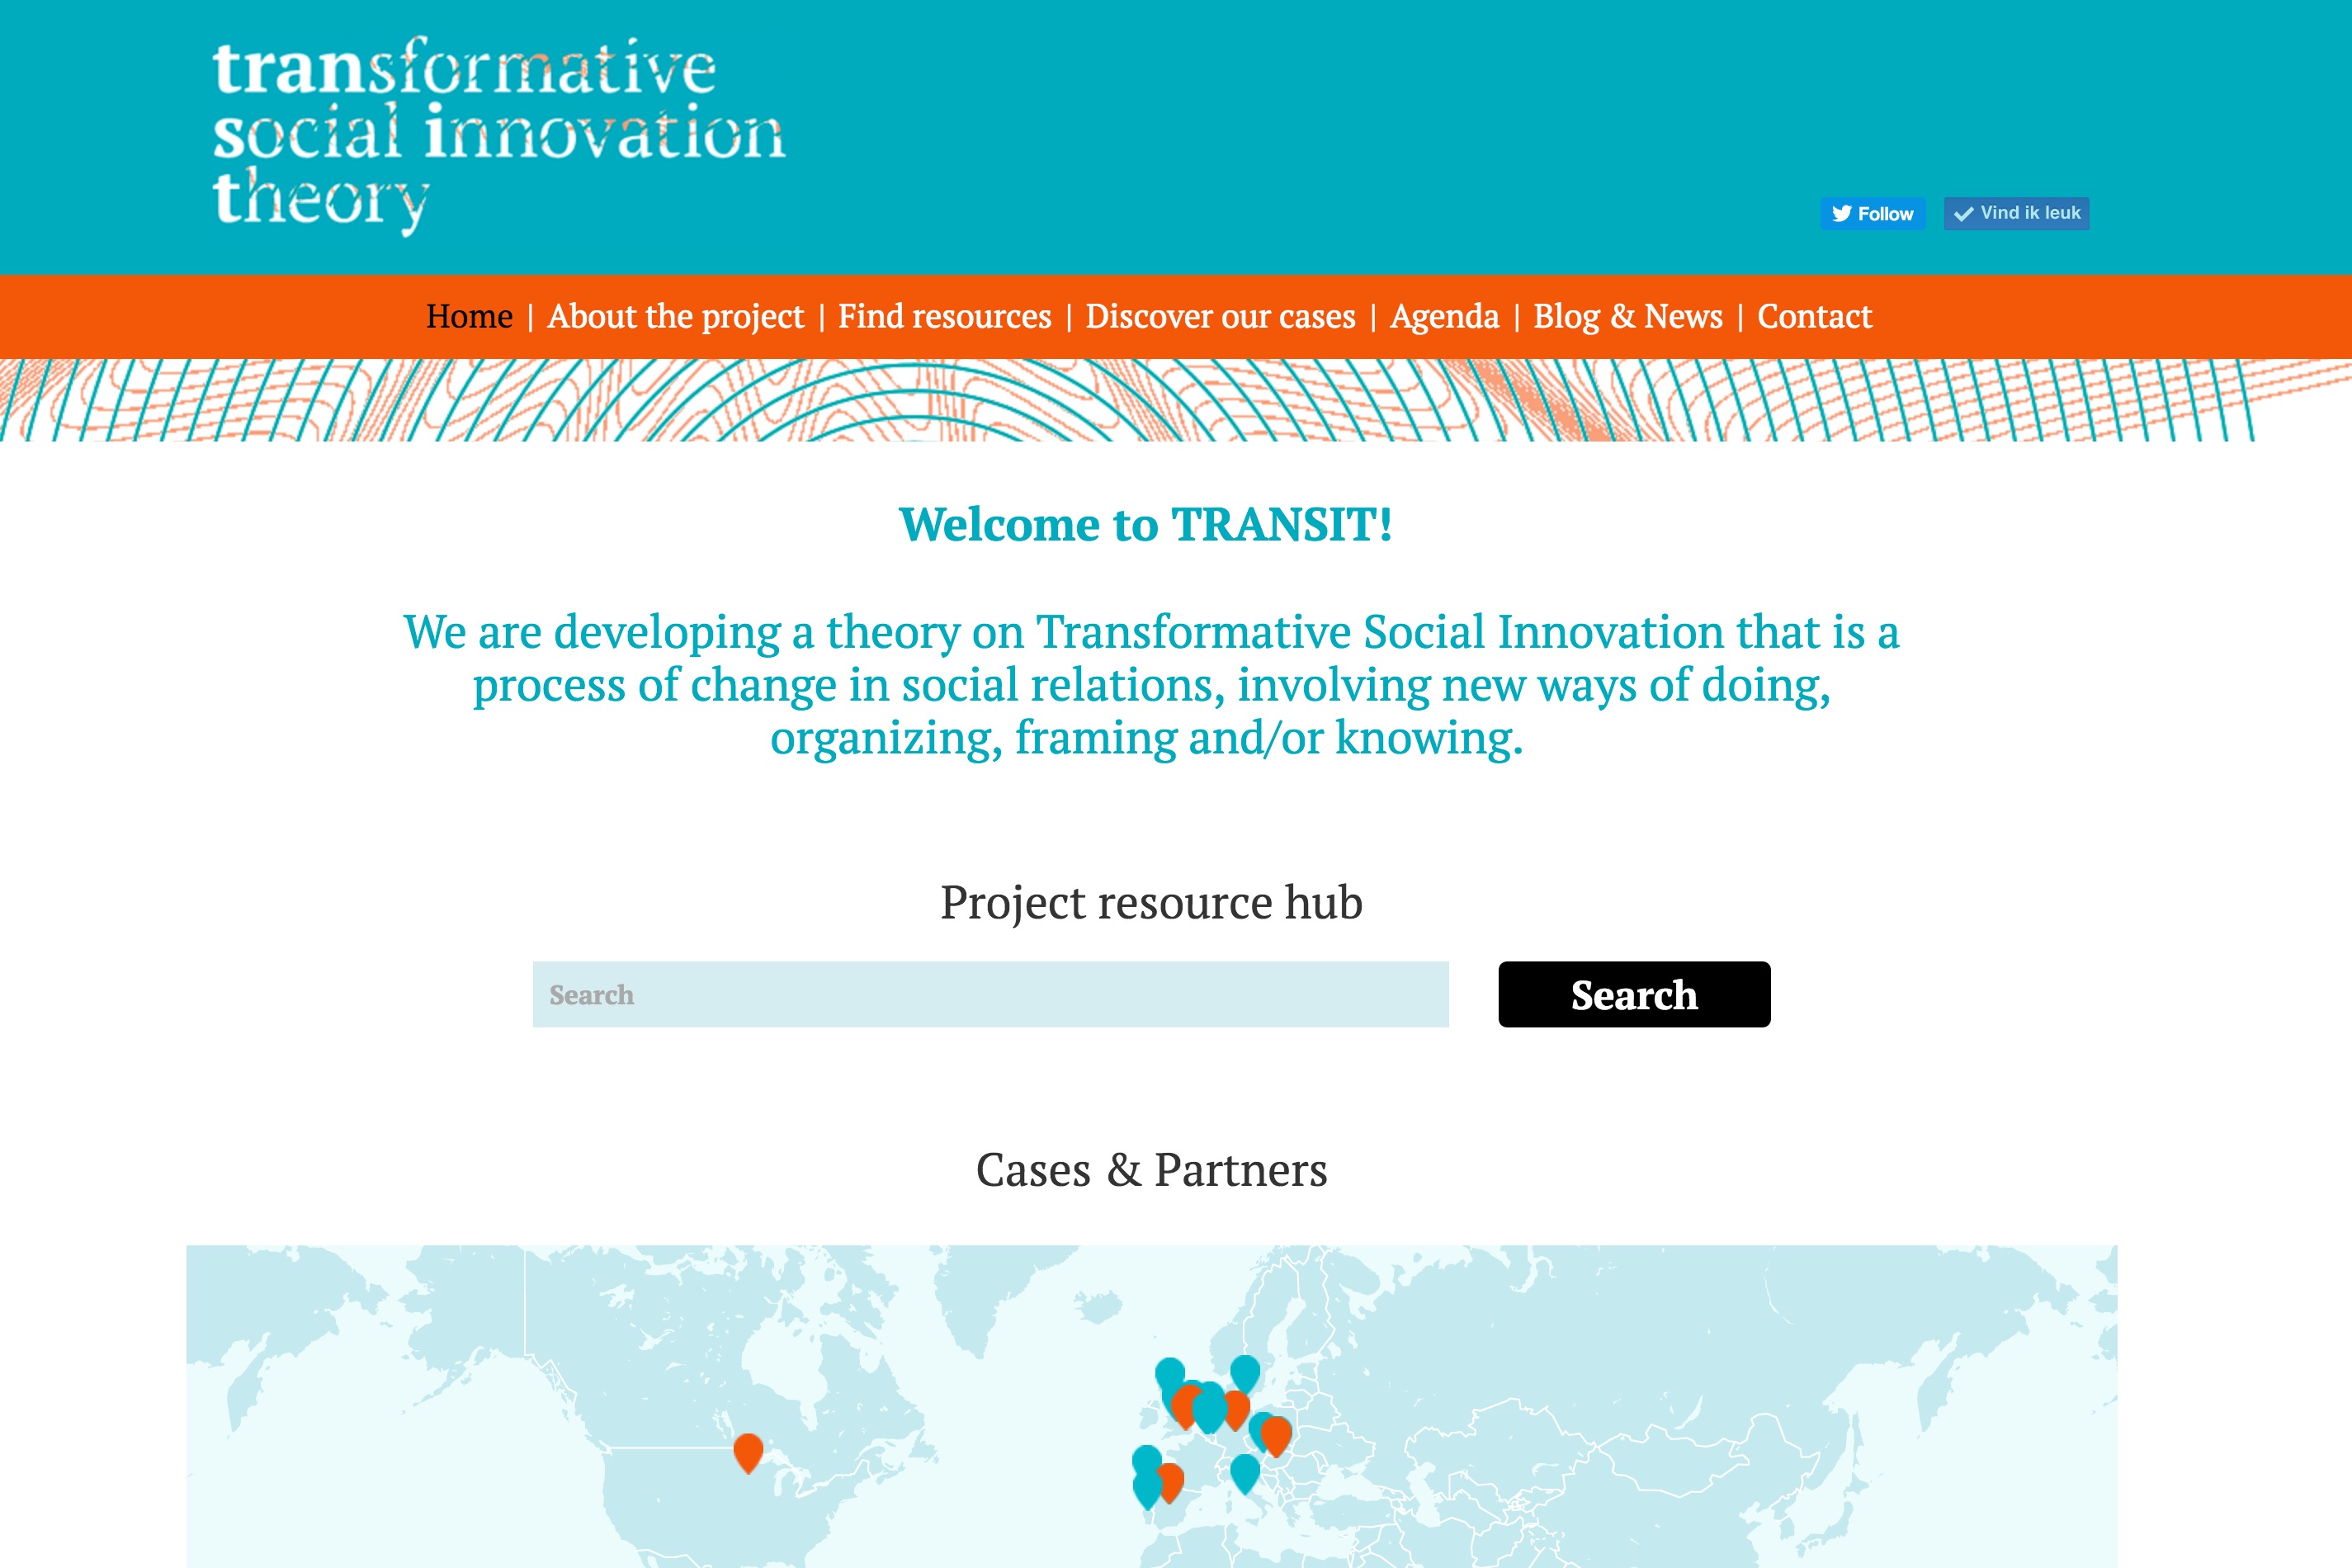 transformative
social innovation
theory
Follow
Vind ik leuk
Home | About the project | Find resources | Discover our cases | Agenda | Blog & News | Contact
Welcome to TRANSIT!
We are developing a theory on Transformative Social Innovation that is a
process of change in social relations, involving new ways of doing,
organizing, framing and/or knowing.
Project resource hub
Search
Search
Cases & Partners